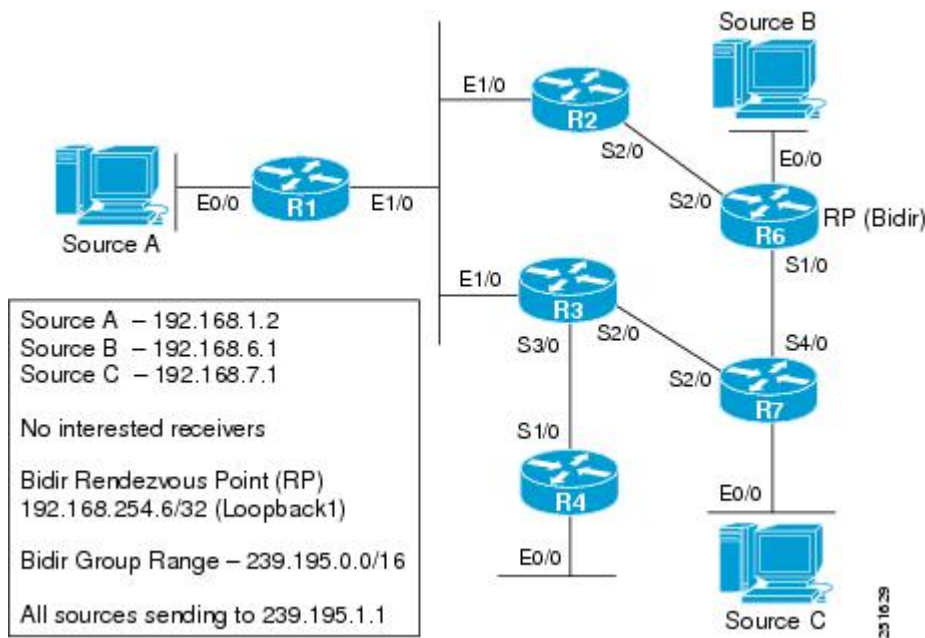 Source B
E1/0
R2
S2/0
E0/0
S2/0
R6
RP (Bidir)
E0/0
R1
E1/0
Source A
S1/0
E1/0
R3
S3/0
S2/0
S4/0
S2/0
R7
S1/0
R4
E0/0
E0/0
Source C
Source A – 192.168.1.2
Source B – 192.168.6.1
Source C – 192.168.7.1
No interested receivers
Bidir Rendezvous Point (RP)
192.168.254.6/32 (Loopback1)
Bidir Group Range – 239.195.0.0/16
All sources sending to 239.195.1.1